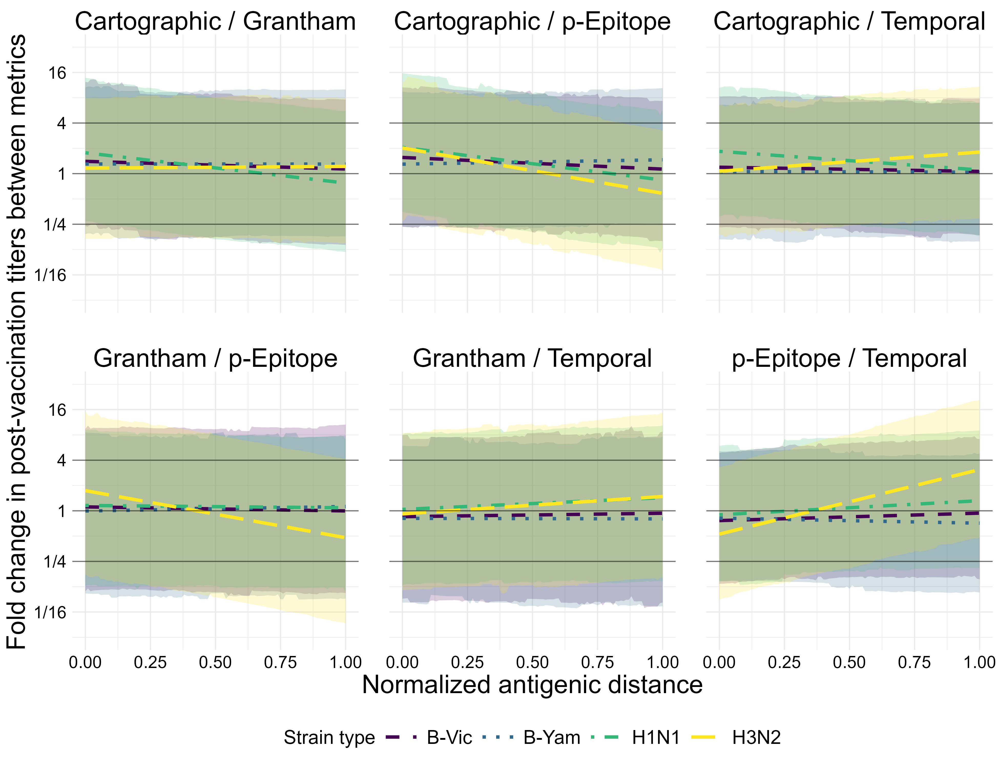 Cartographic / Grantham
Cartographic / p-Epitope
Cartographic / Temporal
Fold change in post-vaccination titers between metrics
16
4
1
1/4
1/16
Grantham / p-Epitope
Grantham / Temporal
p-Epitope / Temporal
16
4
1
1/4
1/16
0.00 0.25 0.50 0.75 1.00
0.00 0.25 0.50 0.75 1.00
0.00 0.25 0.50 0.75 1.00
Normalized antigenic distance
Strain type B-Vic B-Yam H1N1 H3N2